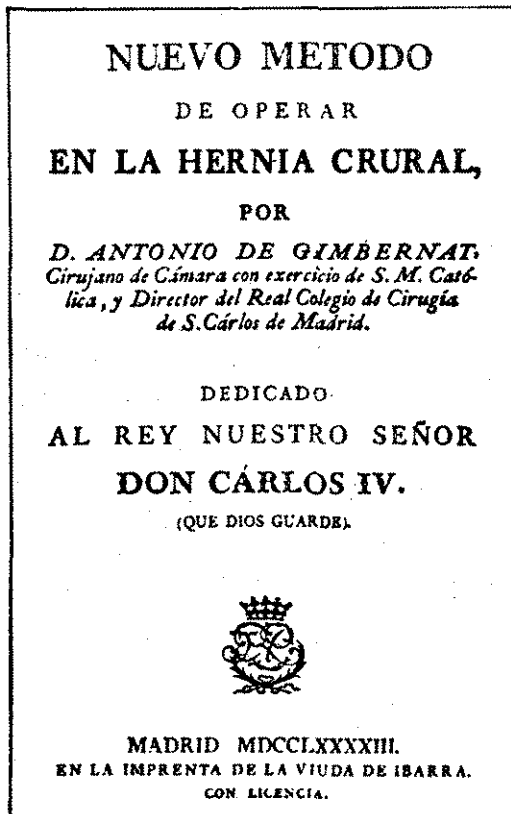 NUEVO METODO
DE OPERAR
EN LA HERNIA CRURAL,
POR
D. ANTONIO DE GIMBERNAT,
Cirujano de Cámara con exercicio de S. M. Cató-
lica, y Director del Real Colegio de Cirugía
de S. Cárlos de Madrid.
DEDICADO
AL REY NUESTRO SEÑOR
DON CÁRLOS IV.
(QUE DIOS GUARDE).
MADRID MDCCLXXXXIII.
EN LA IMPRENTA DE LA VIUDA DE IBARRA.
CON LICENCIA.